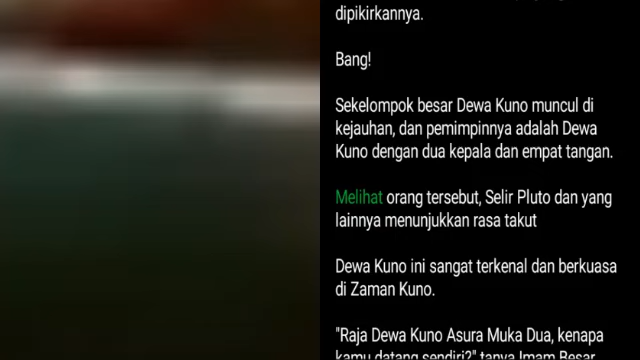 dipikirkannya.
Bang!
Sekelompok besar Dewa Kuno muncul di
kejauhan, dan pemimpinnya adalah Dewa
Kuno dengan dua kepala dan empat tangan.
Melihat orang tersebut, Selir Pluto dan yang
lainnya menunjukkan rasa takut
Dewa Kuno ini sangat terkenal dan berkuasa
di Zaman Kuno.
"Raja Dewa Kuno Asura Muka Dua, kenapa
kamu datang sendiri?" tanya Imam Besar